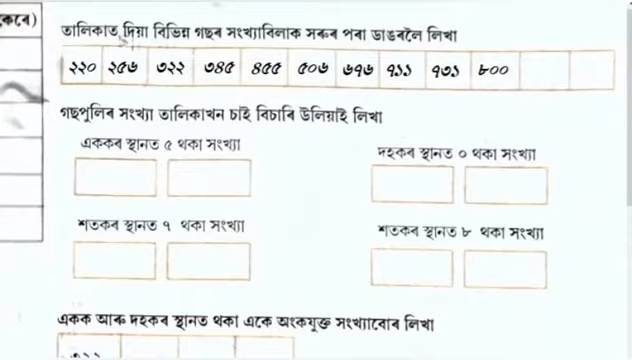 কৰে)
তালিকাত দিয়া বিভিন্ন গছৰ সংখ্যাবিলাক সৰুৰ পৰা ডাঙৰলৈ লিখা
২২০ ২৫৬ ৩২২ ৩৪৫ ৪৫৫ ৫০৬ ৬৭৬ ৭১১ ৭৩১ ৮০০
গছপুলিৰ সংখ্যা তালিকাখন চাই বিচাৰি উলিয়াই লিখা
এককৰ স্থানত ৫ থকা সংখ্যা
দহকৰ স্থানত ০ থকা সংখ্যা
শতকৰ স্থানত ৭ থকা সংখ্যা
শতকৰ স্থানত ৮ থকা সংখ্যা
একক আৰু দহকৰ স্থানত থকা একে অংকযুক্ত সংখ্যাবোৰ লিখা